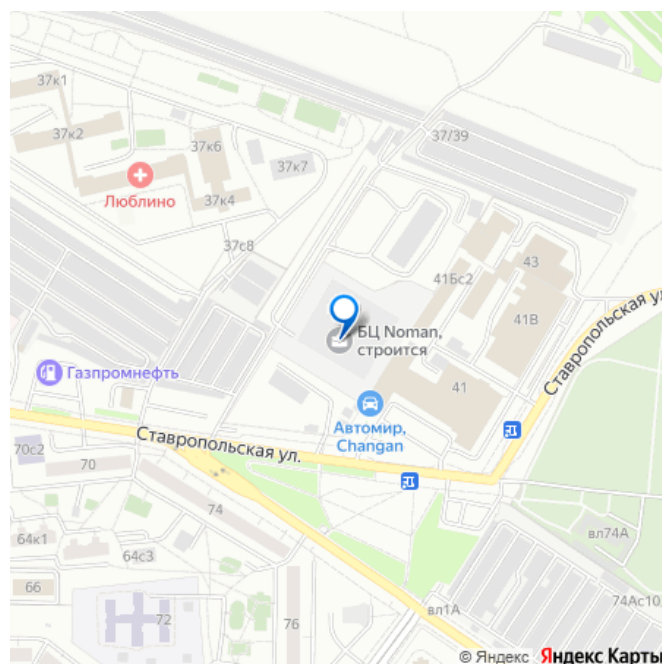 37к1
37к2
37к6
37/39
37к7
Люблино
37к4
37с8
41Бс2
43
41В
БЦ Noman,
строится
Ставропольская ул.
Газпромнефть
41
Автомир,
Changan
Ставропольская ул.
70с2
70
74
64к1
64с3
вл74А
66
72
76
вл1А
74Ас10
© Яндекс Яндекс Карты